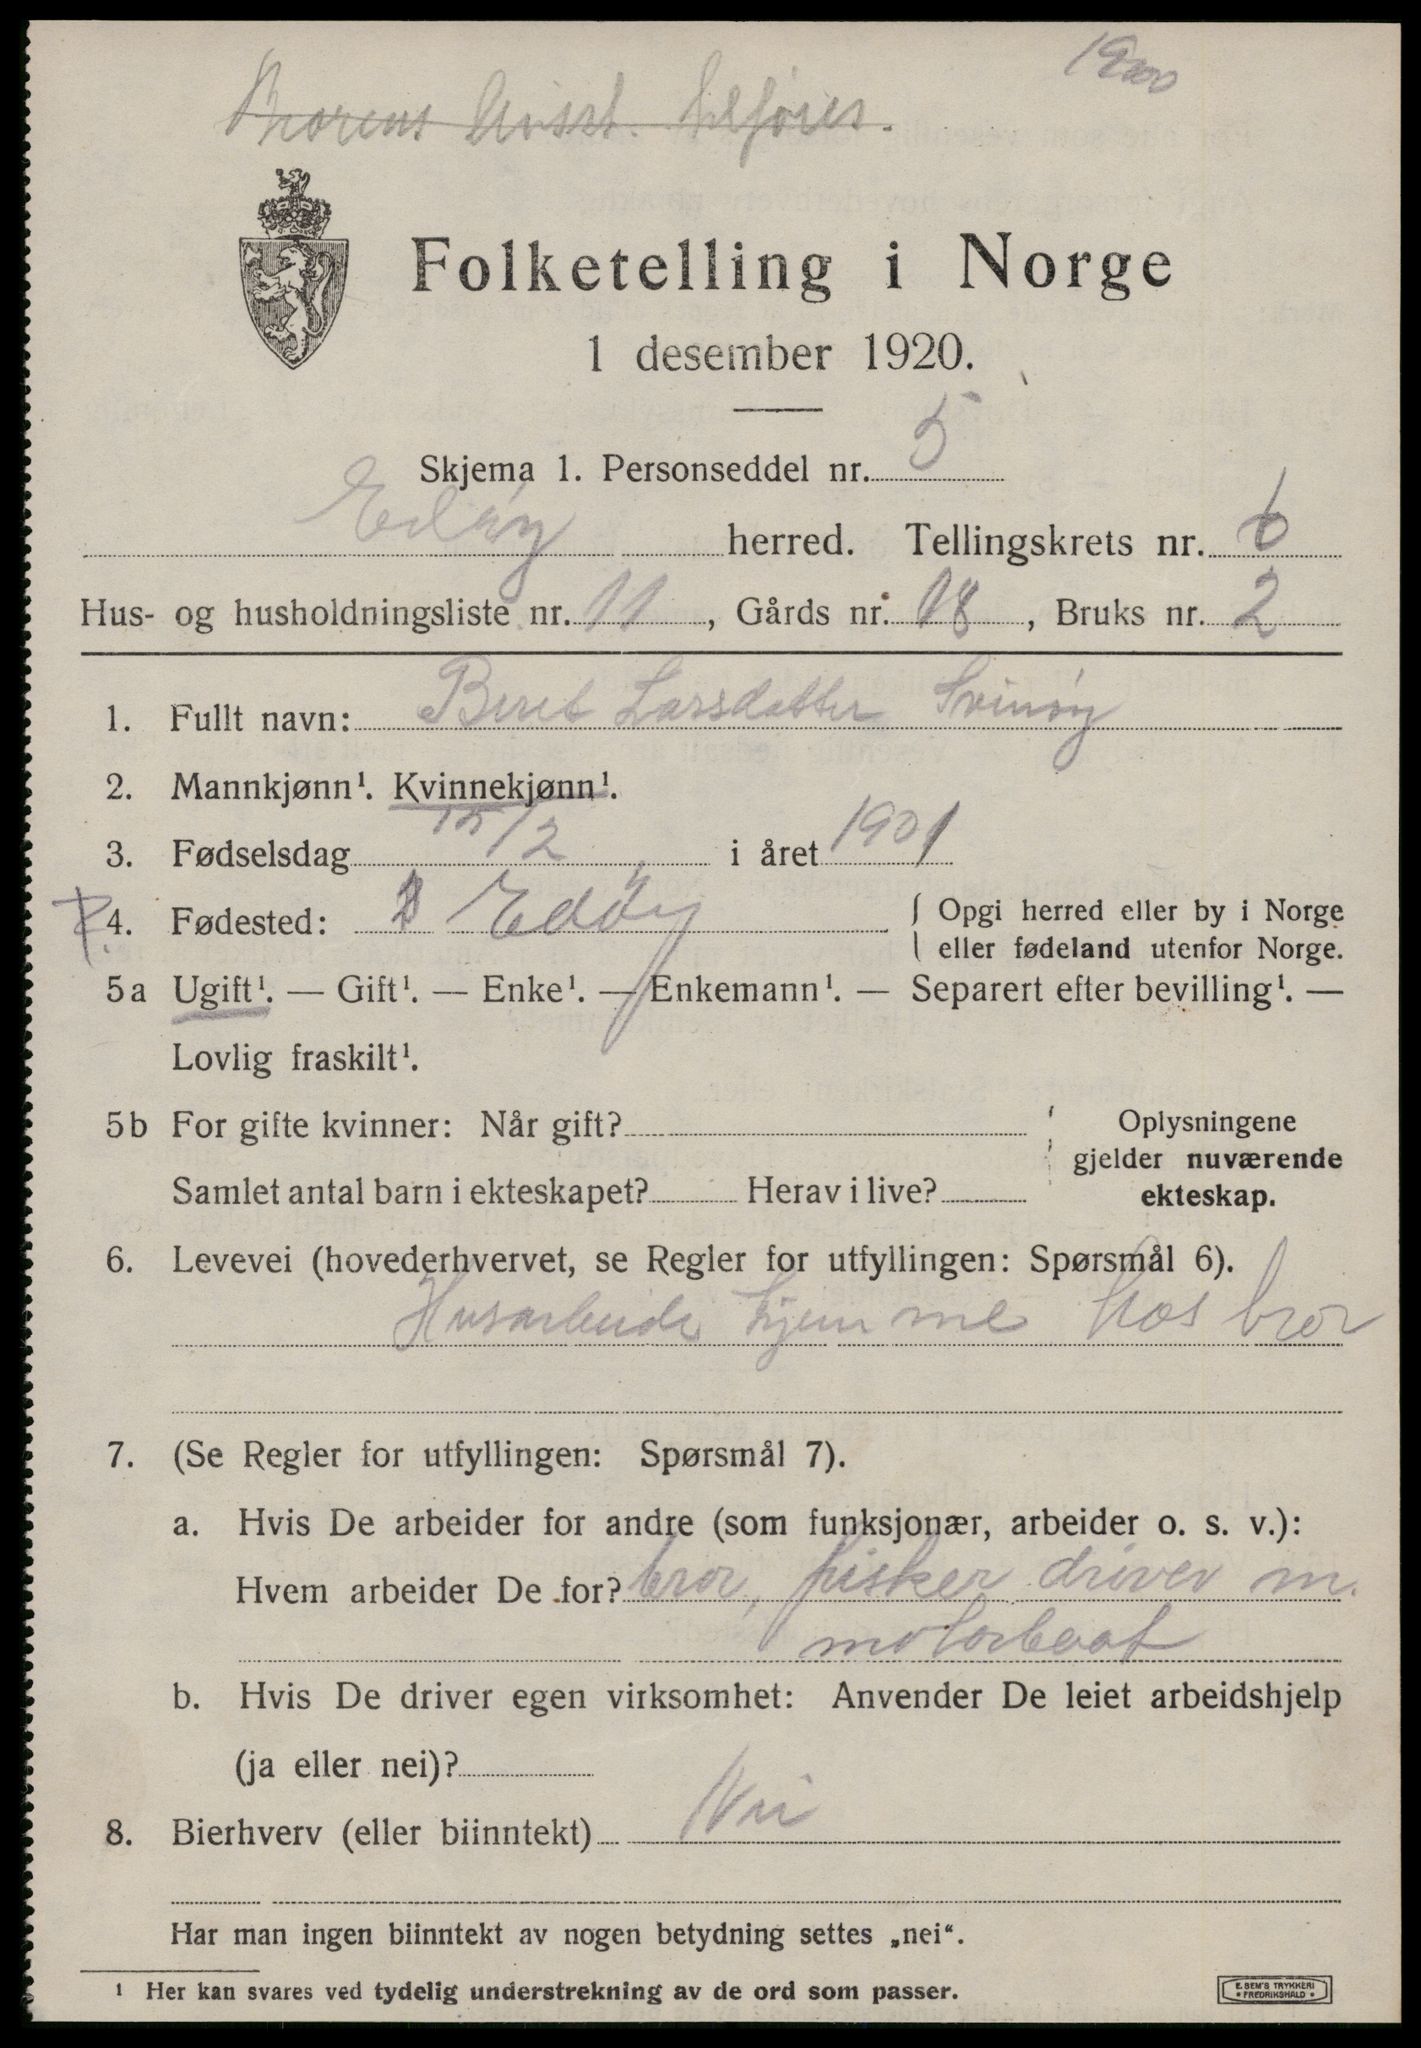 1900
Brorens tilføies.
Folketelling i Norge
1 desember 1920.
Skjema 1. Personseddel nr. 5
Edøy herred. Tellingskrets nr. 6
Hus- og husholdningsliste nr. 11, Gårds nr. 18, Bruks nr. 2
1. Fullt navn: Beret Larsdatter Svinøy
2. Mannkjønn¹. Kvinnekjønn¹.
3. Fødselsdag 15/2 i året 1901
4. Fødested: Edøy { Opgi herred eller by i Norge
eller fødeland utenfor Norge.
5a Ugift¹. — Gift¹. — Enke¹. — Enkemann¹. — Separert efter bevilling¹. —
Lovlig fraskilt¹.
5b For gifte kvinner: Når gift? Oplysningene
gjelder nuværende
Samlet antal barn i ekteskapet? Herav i live? ekteskap.
6. Levevei (hovederhvervet, se Regler for utfyllingen: Spørsmål 6).
Husarbeide hjemme hos bror
7. (Se Regler for utfyllingen: Spørsmål 7).
a. Hvis De arbeider for andre (som funksjonær, arbeider o. s. v.):
Hvem arbeider De for? bror, fisker driver m.
motorbaat
b. Hvis De driver egen virksomhet: Anvender De leiet arbeidshjelp
(ja eller nei)?
8. Bierhverv (eller biinntekt) Nei
Har man ingen biinntekt av nogen betydning settes „nei“.
¹ Her kan svares ved tydelig understrekning av de ord som passer.
E. SEM'S TRYKKERI
* FREDRIKSHALD *